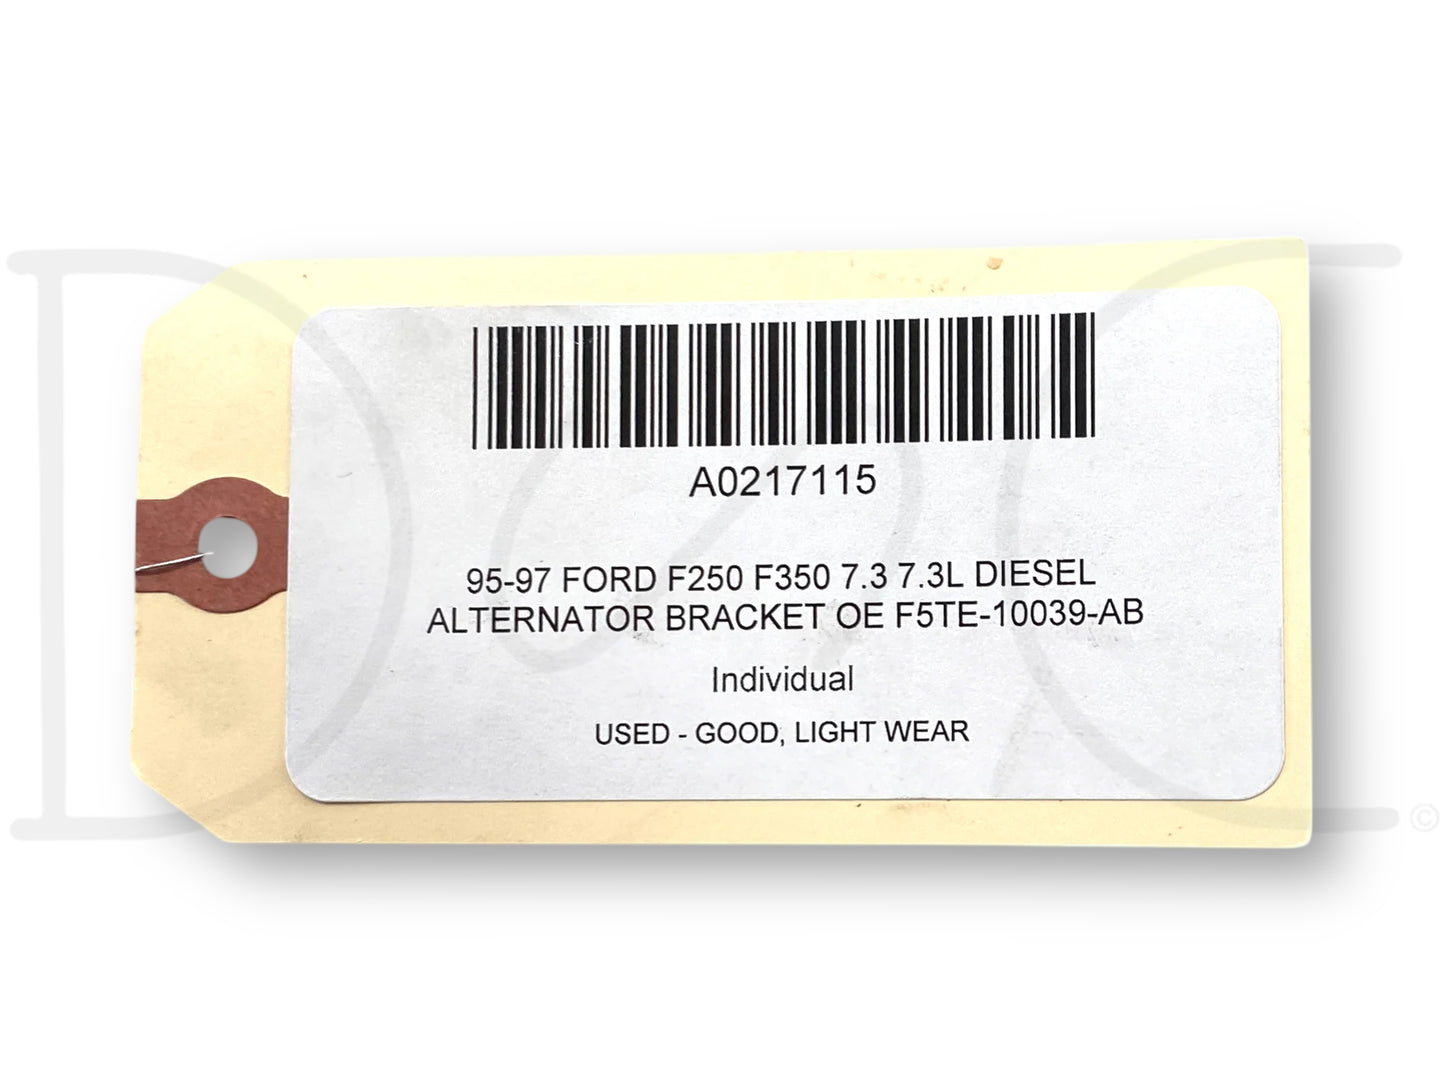 A0217115
95-97 FORD F250 F350 7.3 7.3L DIESEL
ALTERNATOR BRACKET OE F5TE-10039-AB
Individual
USED - GOOD, LIGHT WEAR
D C
©